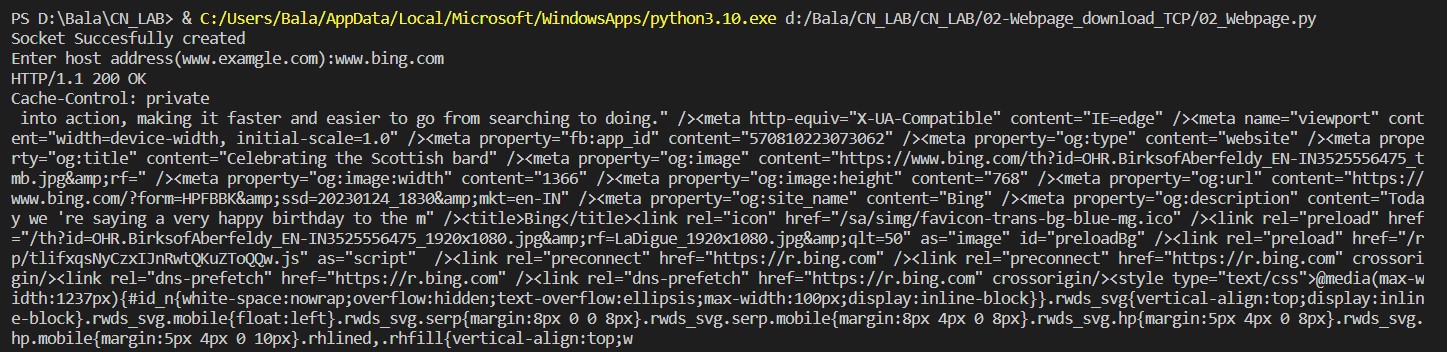 PS D:\Bala\CN_LAB> & C:/Users/Bala/AppData/Local/Microsoft/WindowsApps/python3.10.exe d:/Bala/CN_LAB/CN_LAB/02-Webpage_download_TCP/02_Webpage.py
Socket Succesfully created
Enter host address(www.examgle.com):www.bing.com
HTTP/1.1 200 OK
Cache-Control: private
 into action, making it faster and easier to go from searching to doing." /><meta http-equiv="X-UA-Compatible" content="IE=edge" /><meta name="viewport" cont
ent="width=device-width, initial-scale=1.0" /><meta property="fb:app_id" content="570810223073062" /><meta property="og:type" content="website" /><meta prope
rty="og:title" content="Celebrating the Scottish bard" /><meta property="og:image" content="https://www.bing.com/th?id=OHR.BirksofAberfeldy_EN-IN3525556475_t
mb.jpg&amp;rf=" /><meta property="og:image:width" content="1366" /><meta property="og:image:height" content="768" /><meta property="og:url" content="https://
www.bing.com/?form=HPFBBK&amp;ssd=20230124_1830&amp;mkt=en-IN" /><meta property="og:site_name" content="Bing" /><meta property="og:description" content="Toda
y we 're saying a very happy birthday to the m" /><title>Bing</title><link rel="icon" href="/sa/simg/favicon-trans-bg-blue-mg.ico" /><link rel="preload" href
="/th?id=OHR.BirksofAberfeldy_EN-IN3525556475_1920x1080.jpg&amp;rf=LaDigue_1920x1080.jpg&amp;qlt=50" as="image" id="preloadBg" /><link rel="preload" href="/r
p/tlifxqsNyCzxIJnRwtQKuZToQQw.js" as="script"  /><link rel="preconnect" href="https://r.bing.com" /><link rel="preconnect" href="https://r.bing.com" crossori
gin/><link rel="dns-prefetch" href="https://r.bing.com" /><link rel="dns-prefetch" href="https://r.bing.com" crossorigin/><style type="text/css">@media(max-w
idth:1237px){#id_n{white-space:nowrap;overflow:hidden;text-overflow:ellipsis;max-width:100px;display:inline-block}}.rwds_svg{vertical-align:top;display:inlin
e-block}.rwds_svg.mobile{float:left}.rwds_svg.serp{margin:8px 0 0 8px}.rwds_svg.serp.mobile{margin:8px 4px 0 8px}.rwds_svg.hp{margin:5px 4px 0 8px}.rwds_svg.
hp.mobile{margin:5px 4px 0 10px}.rhlined,.rhfill{vertical-align:top;w